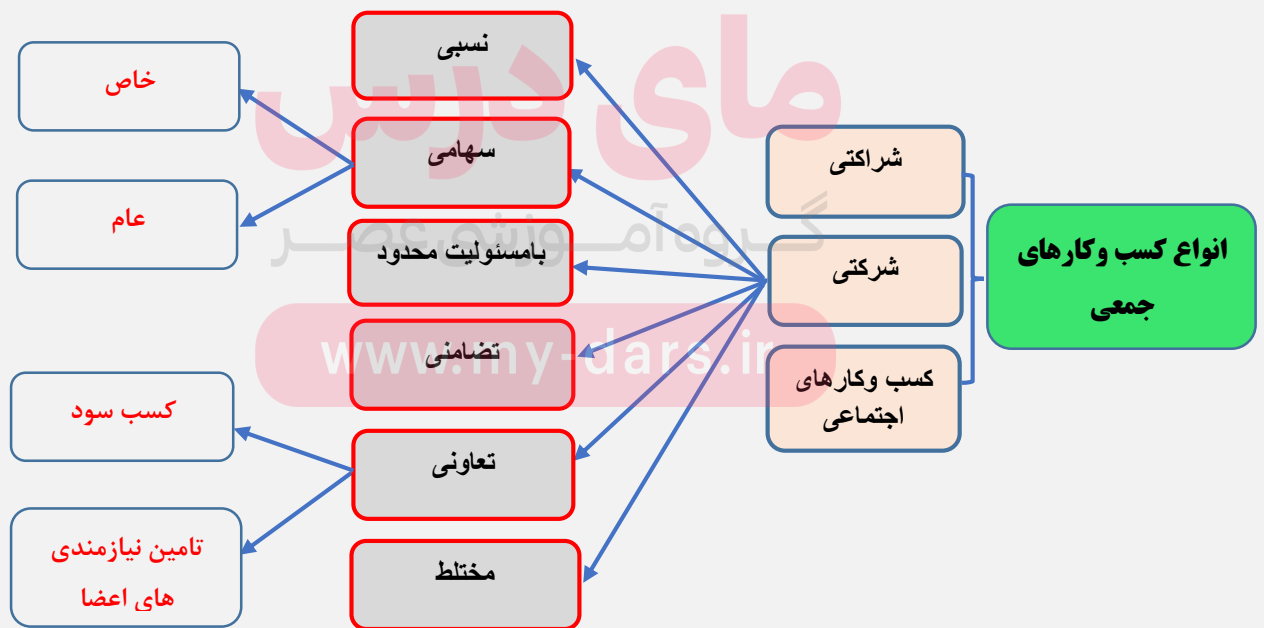 انواع کسب وکارهای
جمعی
شراکتی
شرکتی
کسب وکارهای
اجتماعی
نسبی
سهامی
بامسئولیت محدود
تضامنی
تعاونی
مختلط
خاص
عام
کسب سود
تامین نیازمندی
های اعضا
مای درس
گروه آموزشی عصر
www.my-dars.ir